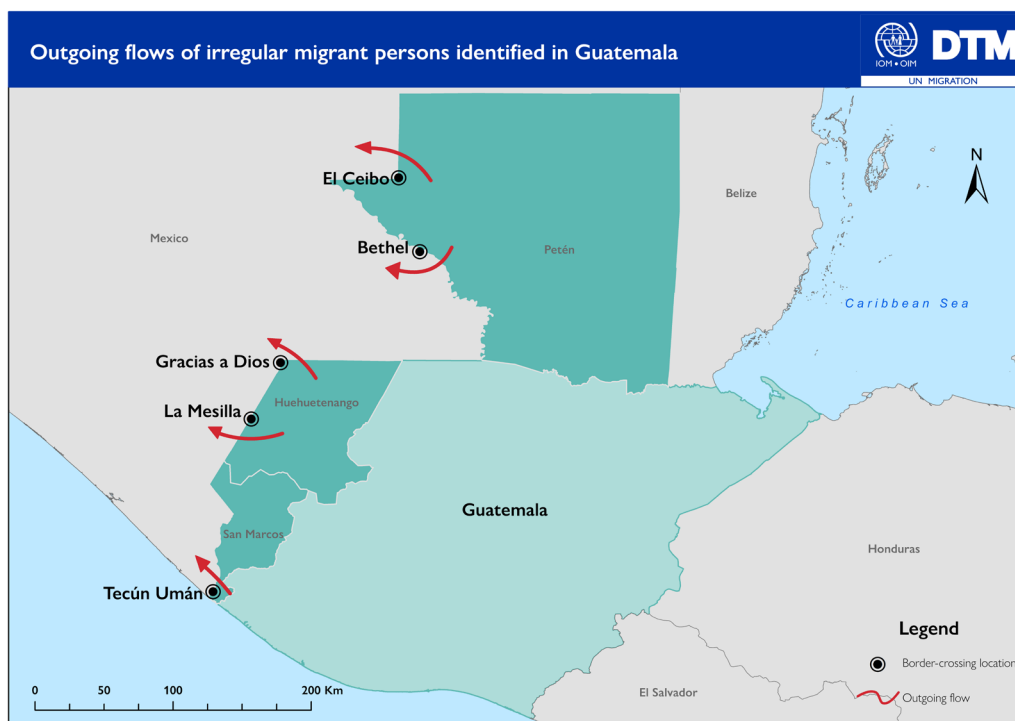 Outgoing flows of irregular migrant persons identified in Guatemala
IOM • OIM
DTM
UN MIGRATION
N
El Ceibo
Belize
Mexico
Bethel
Petén
Caribbean Sea
Gracias a Dios
La Mesilla
Huehuetenango
Guatemala
San Marcos
Honduras
Tecún Umán
Legend
Border-crossing location
El Salvador
Outgoing flow
0 50 100 200 Km